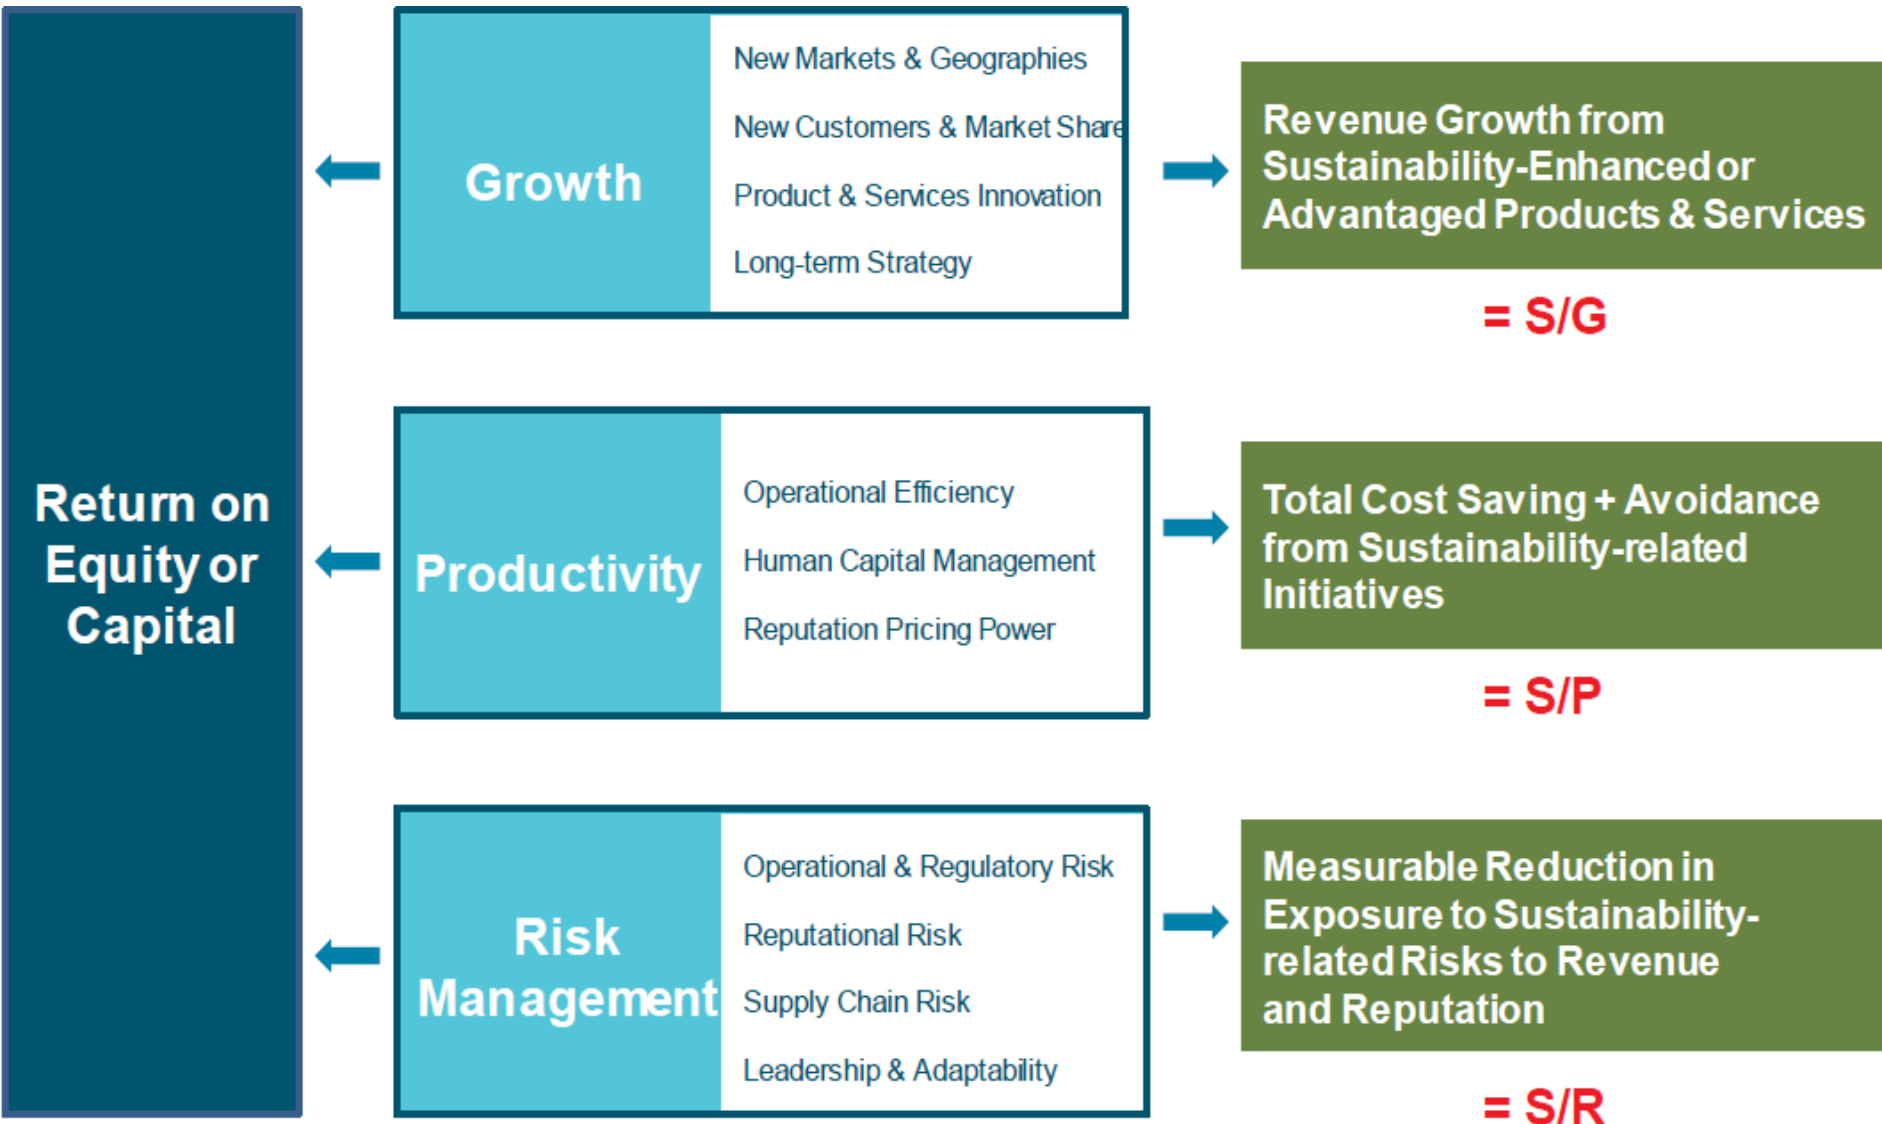 Return on
Equity or
Capital
Growth
New Markets & Geographies
New Customers & Market Share
Product & Services Innovation
Long-term Strategy
Revenue Growth from
Sustainability-Enhanced or
Advantaged Products & Services
= S/G
Productivity
Operational Efficiency
Human Capital Management
Reputation Pricing Power
Total Cost Saving + Avoidance
from Sustainability-related
Initiatives
= S/P
Risk
Management
Operational & Regulatory Risk
Reputational Risk
Supply Chain Risk
Leadership & Adaptability
Measurable Reduction in
Exposure to Sustainability-
related Risks to Revenue
and Reputation
= S/R